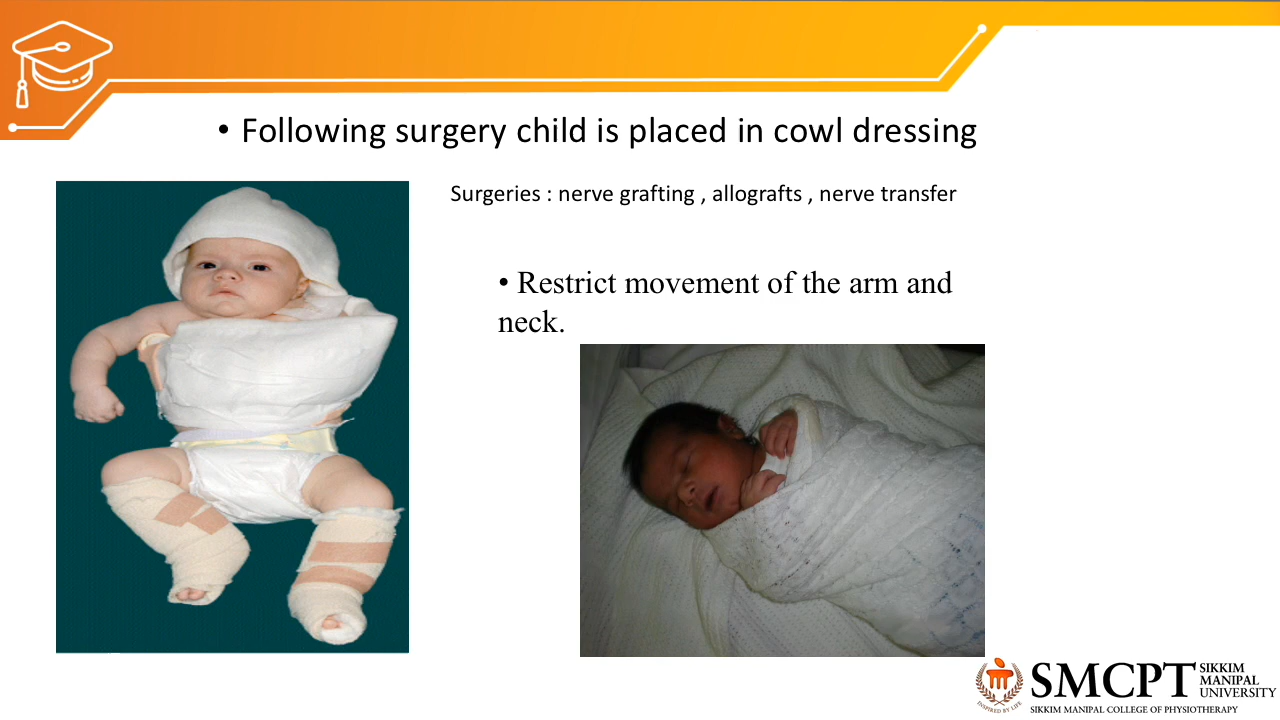 • Following surgery child is placed in cowl dressing
Surgeries : nerve grafting , allografts , nerve transfer
• Restrict movement of the arm and
neck.
INSPIRED BY LIFE
SMCPT
SIKKIM
MANIPAL
UNIVERSITY
SIKKIM MANIPAL COLLEGE OF PHYSIOTHERAPY